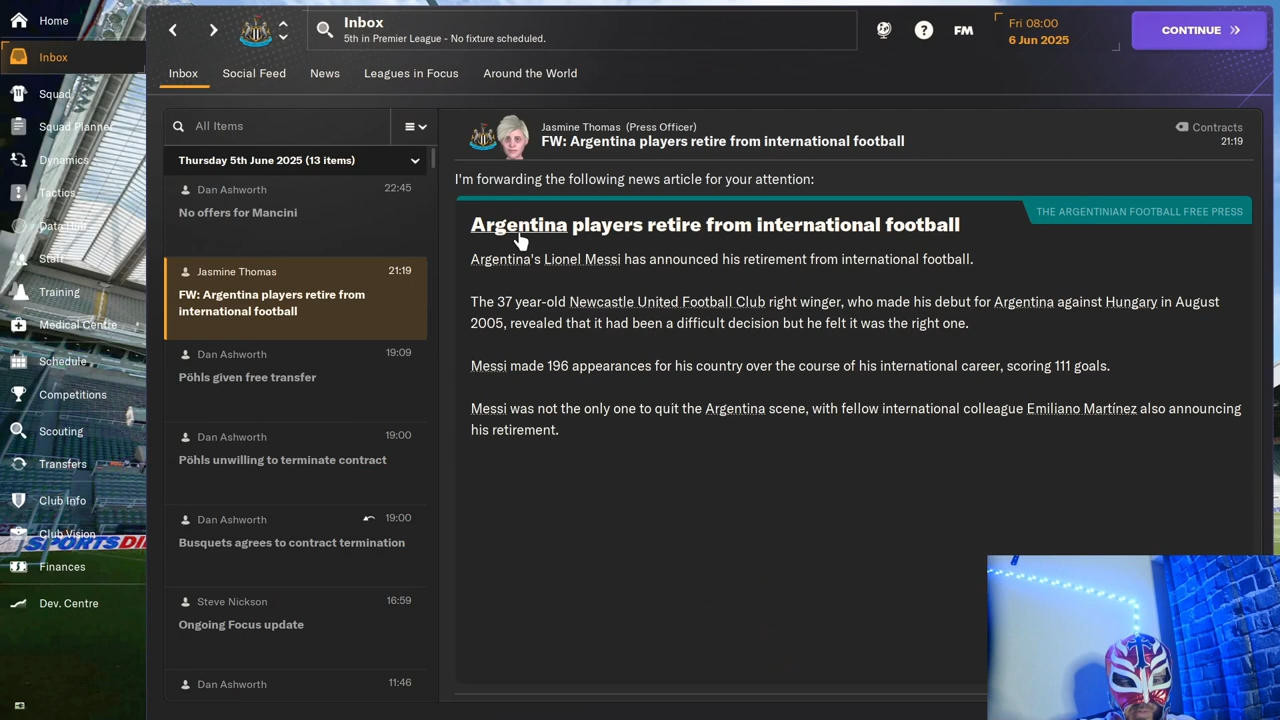 Home
Inbox
Squad
Squad Planner
Dynamics
Tactics
Data Hub
Staff
Training
Medical Centre
Schedule
Competitions
Scouting
Transfers
Club Info
Club Vision
SPORTSDI
Finances
Dev. Centre
Inbox
5th in Premier League - No fixture scheduled.
FM
Fri 08:00
6 Jun 2025
CONTINUE
Inbox
Social Feed
News
Leagues in Focus
Around the World
All Items
Thursday 5th June 2025 (13 items)
Dan Ashworth
22:45
No offers for Mancini
Jasmine Thomas
21:19
FW: Argentina players retire from
international football
Dan Ashworth
19:09
Pöhls given free transfer
Dan Ashworth
19:00
Pöhls unwilling to terminate contract
Dan Ashworth
19:00
Busquets agrees to contract termination
Steve Nickson
16:59
Ongoing Focus update
Dan Ashworth
11:46
Jasmine Thomas (Press Officer)
FW: Argentina players retire from international football
Contracts
21:19
I'm forwarding the following news article for your attention:
THE ARGENTINIAN FOOTBALL FREE PRESS
Argentina players retire from international football
Argentina's Lionel Messi has announced his retirement from international football.
The 37 year-old Newcastle United Football Club right winger, who made his debut for Argentina against Hungary in August
2005, revealed that it had been a difficult decision but he felt it was the right one.
Messi made 196 appearances for his country over the course of his international career, scoring 111 goals.
Messi was not the only one to quit the Argentina scene, with fellow international colleague Emiliano Martínez also announcing
his retirement.